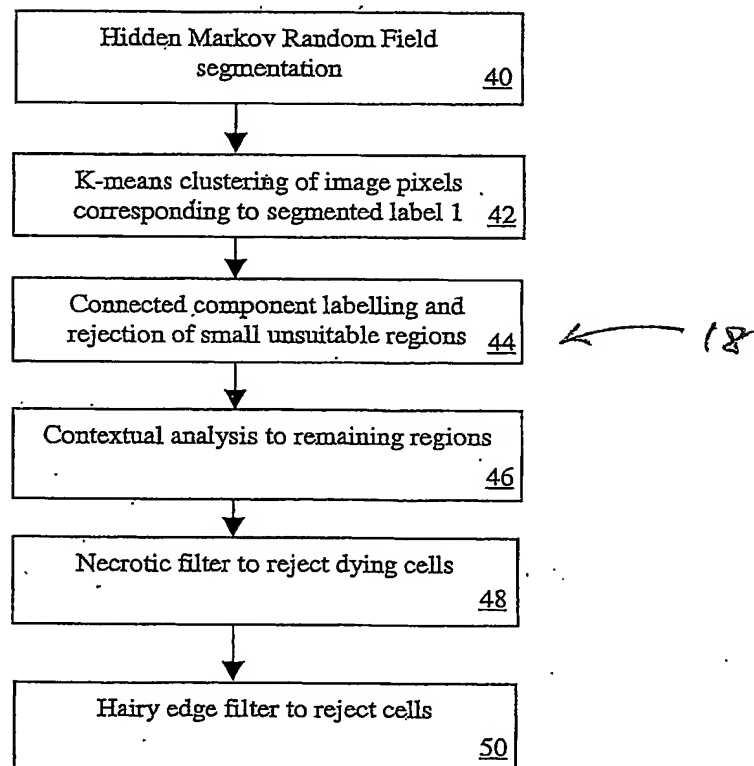 Hidden Markov Random Field
segmentation
40
K-means clustering of image pixels
corresponding to segmented label 1
42
Connected component labelling and
rejection of small unsuitable regions
44
18
Contextual analysis to remaining regions
46
Necrotic filter to reject dying cells
48
Hairy edge filter to reject cells
50